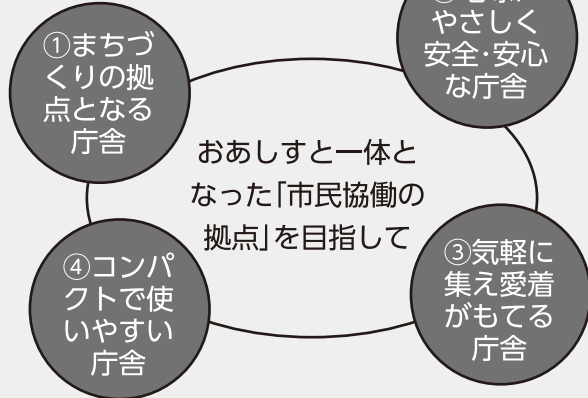 ①まちづ
くりの拠
点となる
庁舎
やさしく
安全・安心
な庁舎
おあしすと一体と
なった「市民協働の
拠点」を目指して
③気軽に
集え愛着
がもてる
庁舎
④コンパ
クトで使
いやすい
庁舎